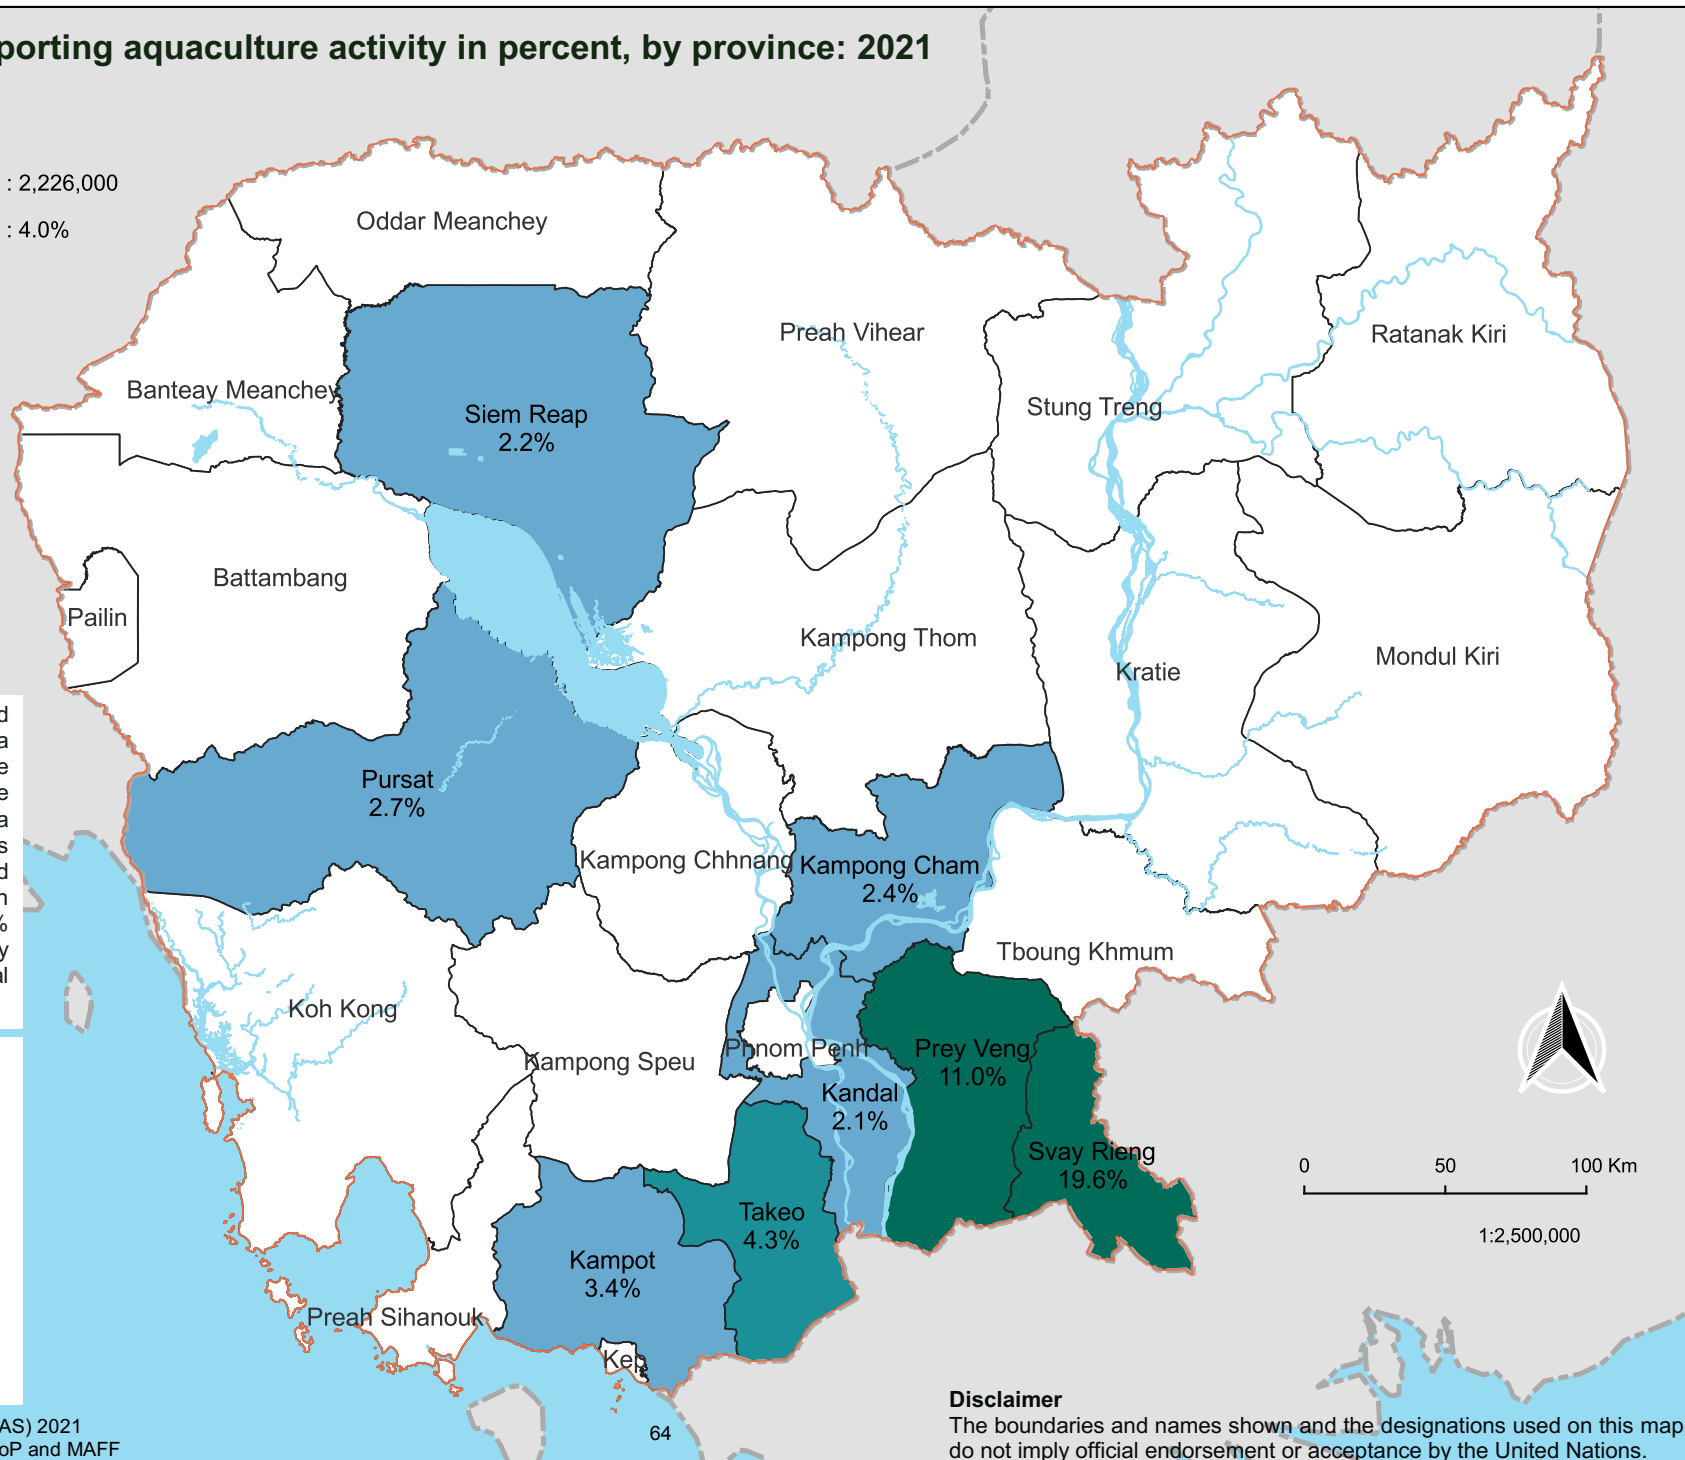 porting aquaculture activity in percent, by province: 2021
: 2,226,000
: 4.0%
Oddar Meanchey
Preah Vihear
Ratanak Kiri
Banteay Meanchey
Siem Reap
2.2%
Stung Treng
Battambang
Pailin
Kampong Thom
Kratie
Mondul Kiri
Pursat
2.7%
Kampong Chhnang
Kampong Cham
2.4%
Tboung Khmum
Koh Kong
Kampong Speu
Phnom Penh
Prey Veng
11.0%
Kandal
2.1%
Svay Rieng
19.6%
Takeo
4.3%
Kampot
3.4%
Preah Sihanouk
Kep
d
a
e
e
a
s
d
n
%
y
al
0 50 100 Km
1:2,500,000
AS) 2021
oP and MAFF
64
Disclaimer
The boundaries and names shown and the designations used on this map
do not imply official endorsement or acceptance by the United Nations.